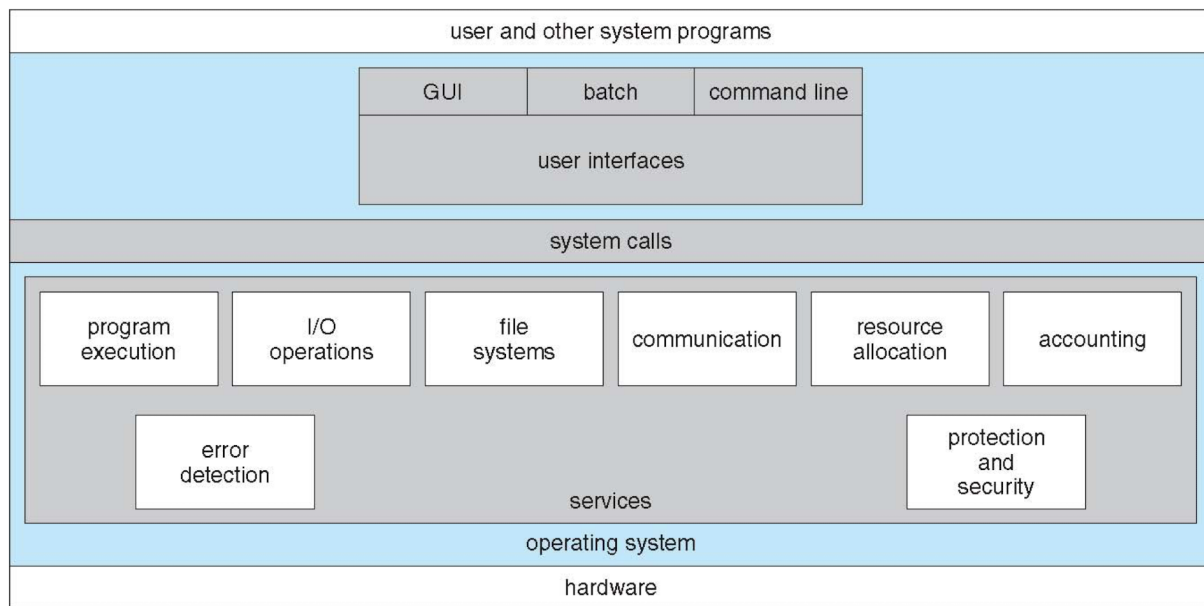 user and other system programs
GUI
batch
command line
user interfaces
system calls
program
execution
I/O
operations
file
systems
communication
resource
allocation
accounting
error
detection
protection
and
security
services
operating system
hardware